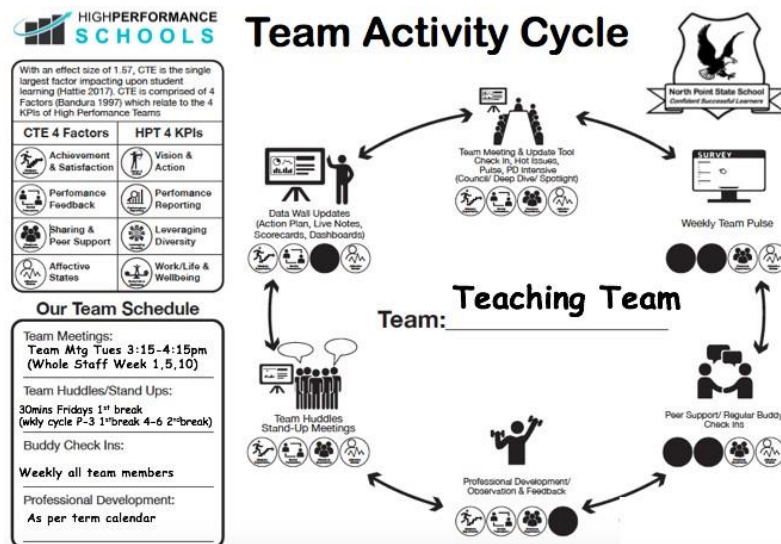 HIGHPERFORMANCE
SCHOOLS
Team Activity Cycle
North Point State School
Confident Successful Learners
With an effect size of 1.57, CTE is the single
largest factor impacting upon student
learning (Hattie 2017). CTE is comprised of 4
Factors (Bandura 1997) which relate to the 4
KPIs of High Perfomance Teams
CTE 4 Factors
HPT 4 KPIs
Achievement
& Satisfaction
Vision &
Action
Perfomance
Feedback
Perfomance
Reporting
Sharing &
Peer Support
Leveraging
Diversity
Affective
States
Work/Life &
Wellbeing
Our Team Schedule
Team Meetings:
Team Mtg Tues 3:15-4:15pm
(Whole Staff Week 1,5,10)
Team Huddles/Stand Ups:
30mins Fridays 1st break
(wkly cycle P-3 1stbreak 4-6 2ndbreak)
Buddy Check Ins:
Weekly all team members
Professional Development:
As per term calendar
Team Meeting & Update Tool
Check In, Hot Issues,
Pulse, PD Intensive
(Council/ Deep Dive/ Spotlight)
SURVEY
Weekly Team Pulse
Peer Support/ Regular Buddy
Check Ins
Professional Development/
Observation & Feedback
Team Huddles
Stand-Up Meetings
Data Wall Updates
(Action Plan, Live Notes,
Scorecards, Dashboards)
Team: Teaching Team